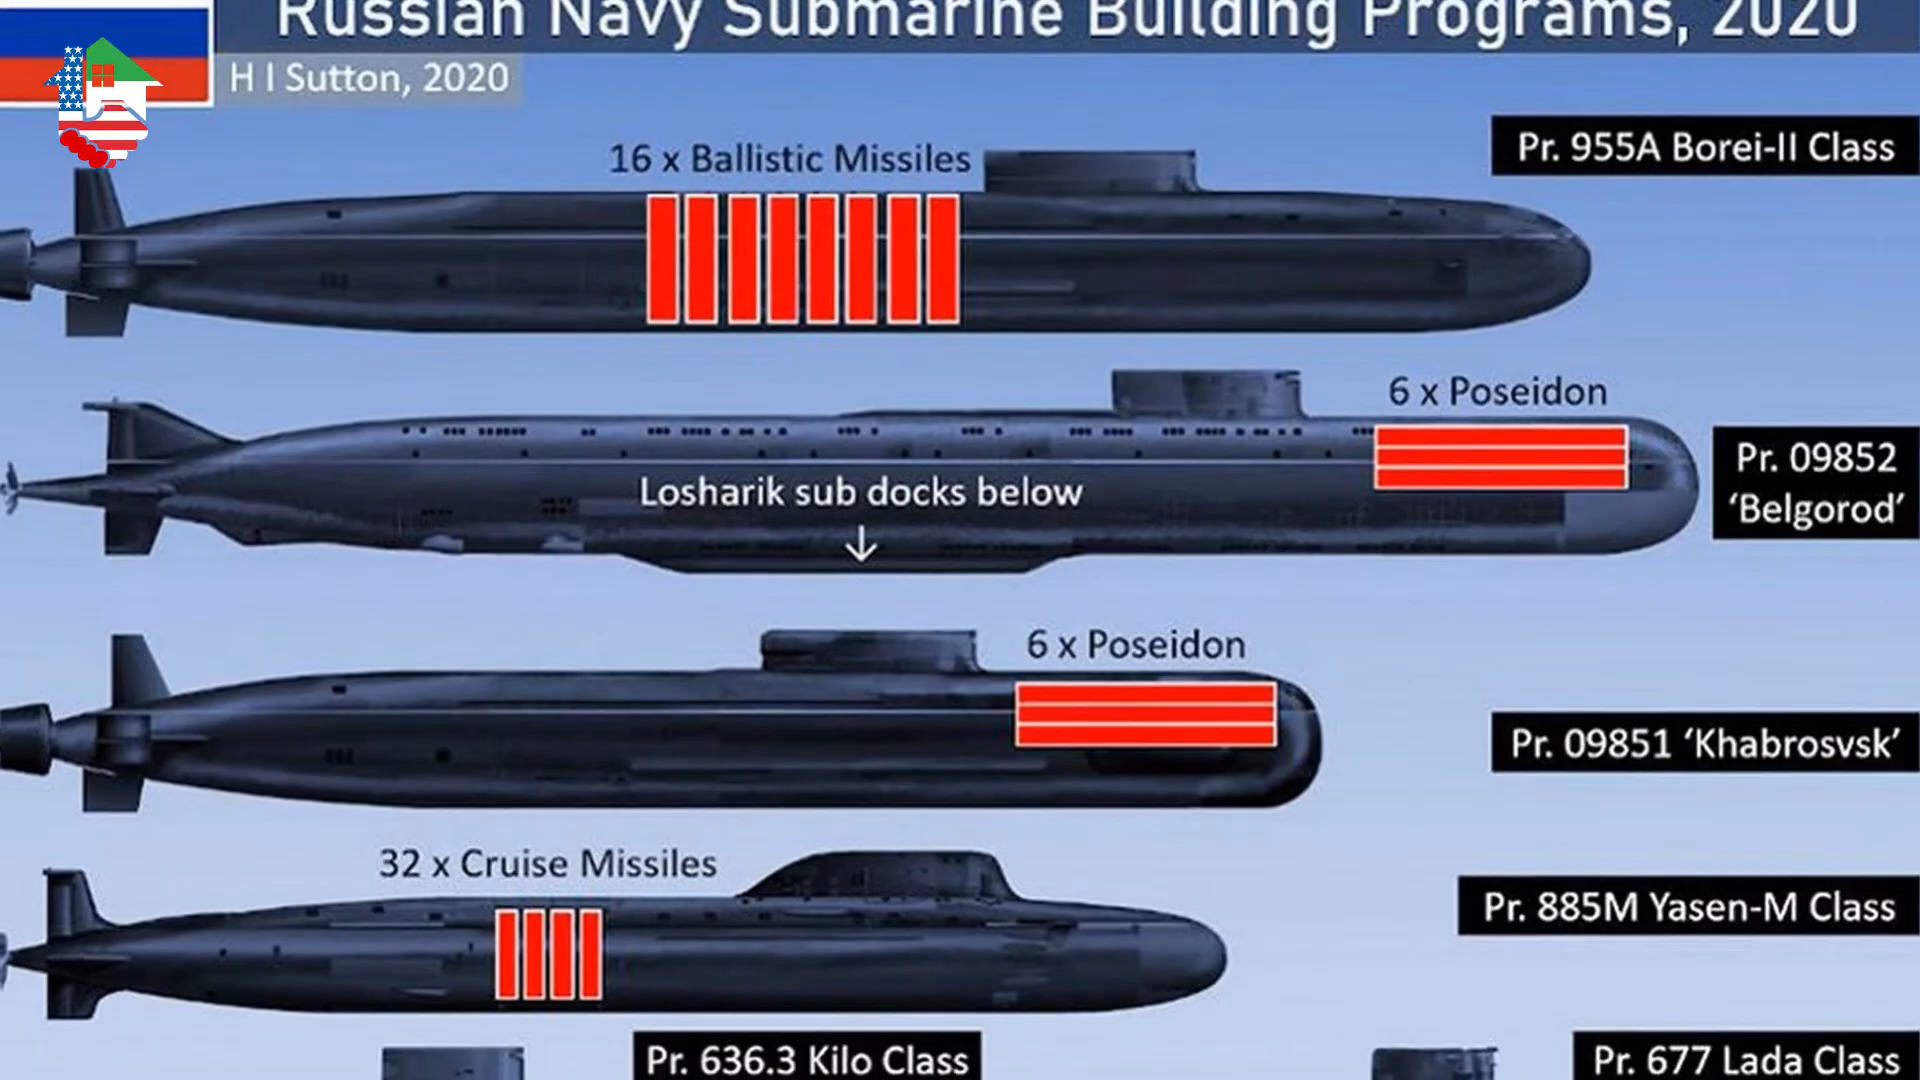 Russian Navy Submarine Building Programs, 2020
H I Sutton, 2020
16 x Ballistic Missiles
Pr. 955A Borei-II Class
6 x Poseidon
Losharik sub docks below
Pr. 09852
‘Belgorod’
6 x Poseidon
Pr. 09851 ‘Khabrosvsk’
32 x Cruise Missiles
Pr. 885M Yasen-M Class
Pr. 636.3 Kilo Class
Pr. 677 Lada Class